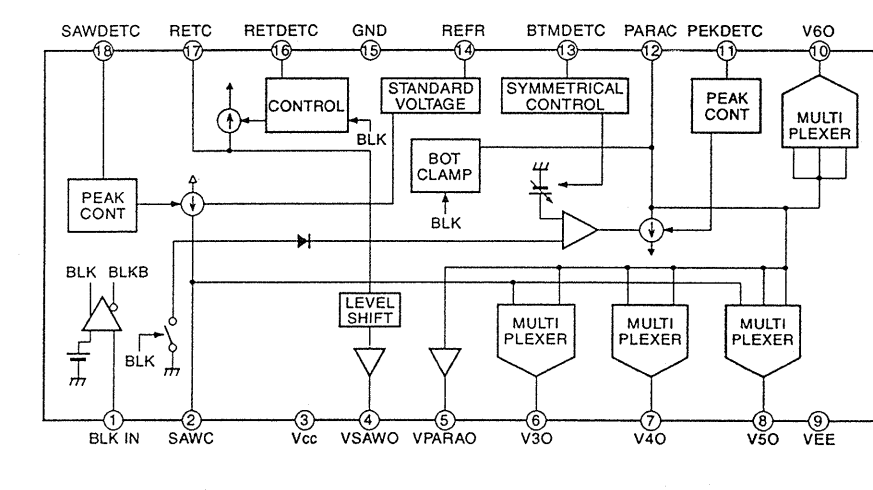 SAWDETC RETC RETDETC GND REFR BTMDETC PARAC PEKDETC V6O
18 17 16 15 14 13 12 11 10
CONTROL
BLK
STANDARD
VOLTAGE
SYMMETRICAL
CONTROL
PEAK
CONT
MULTI
PLEXER
BOT
CLAMP
BLK
PEAK
CONT
BLK BLKB
BLK
LEVEL
SHIFT
MULTI
PLEXER
MULTI
PLEXER
MULTI
PLEXER
1 2 3 4 5 6 7 8 9
BLK IN SAWC Vcc VSAWO VPARAO V3O V4O V5O VEE